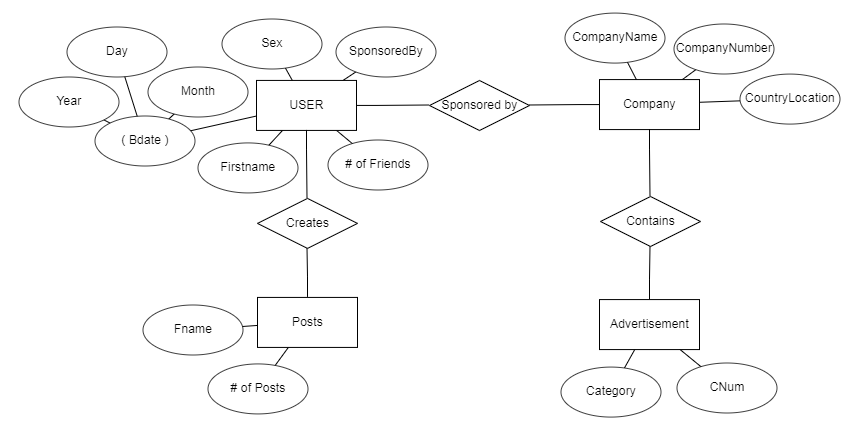 CompanyName
Sex
CompanyNumber
Day
SponsoredBy
Month
CountryLocation
Year
USER
Sponsored by
Company
( Bdate )
Firstname
# of Friends
Creates
Contains
Posts
Advertisement
Fname
# of Posts
Category
CNum